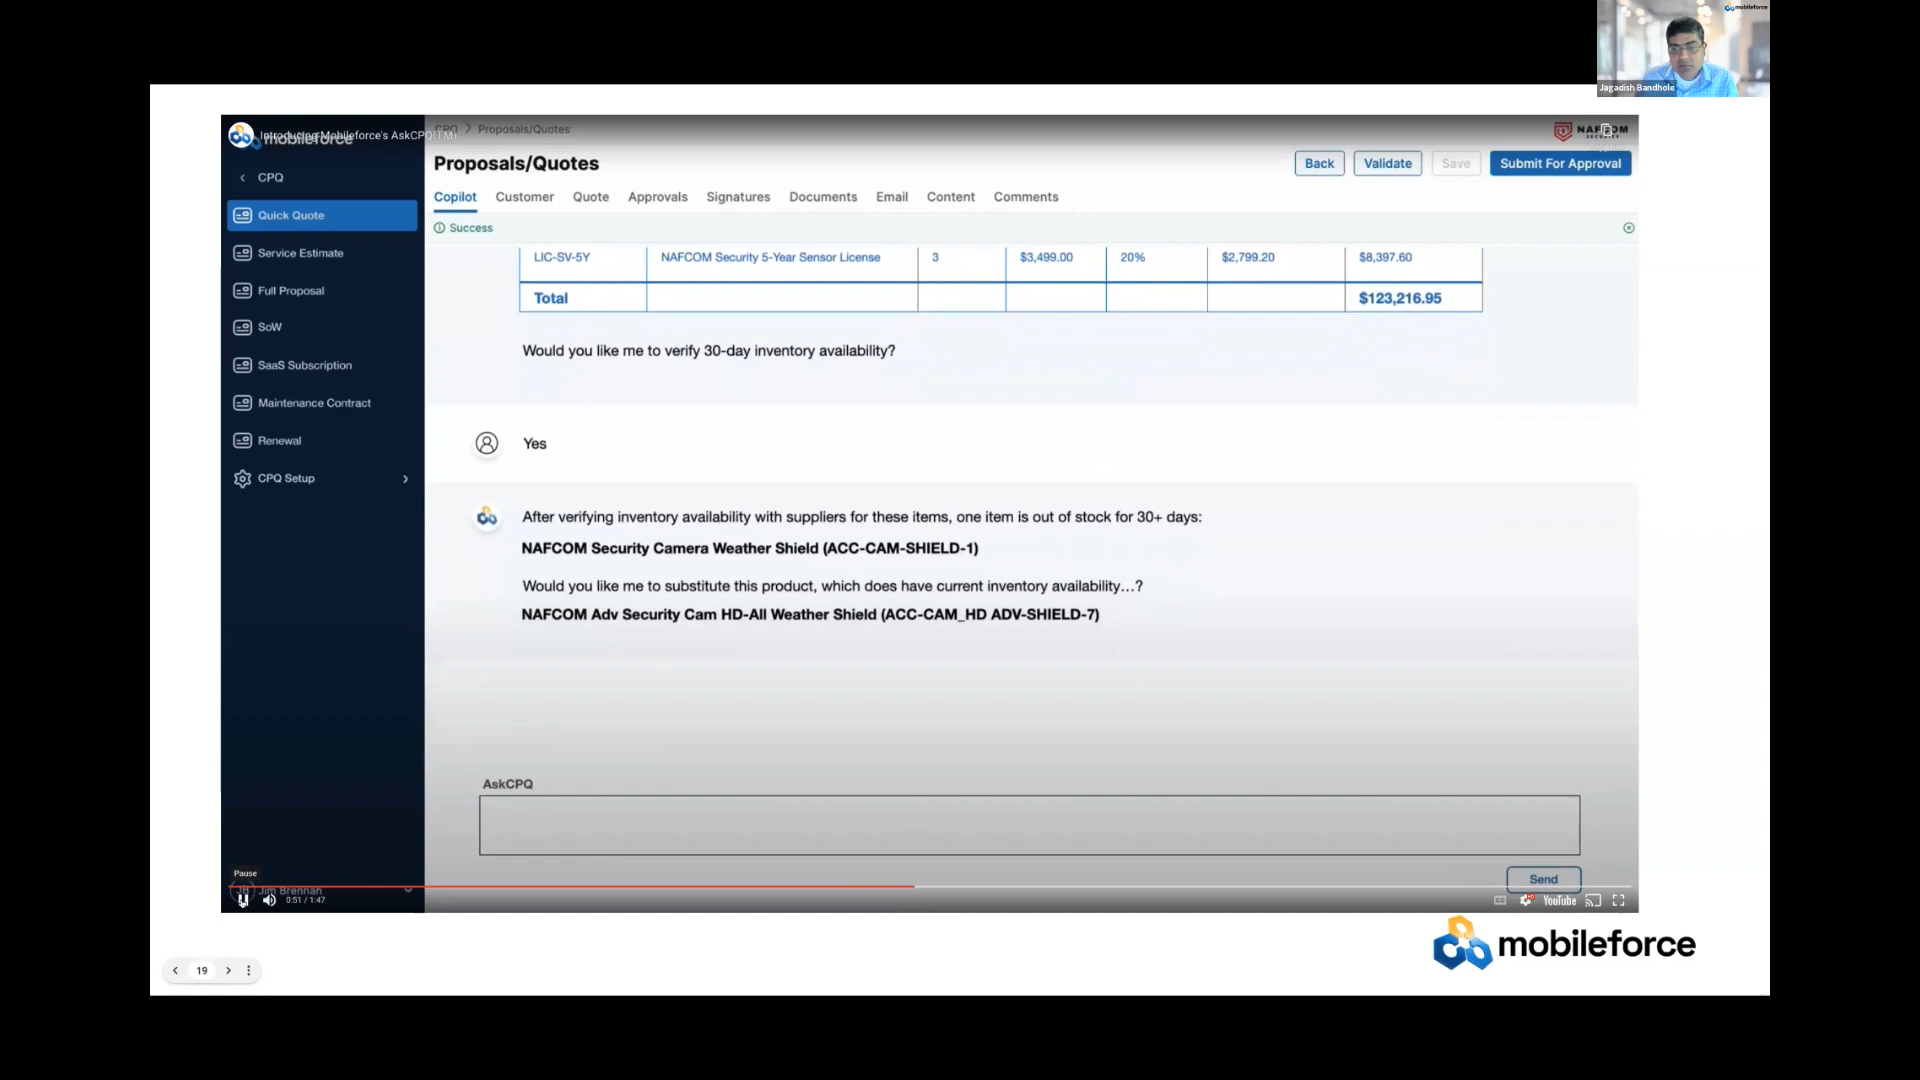 mobileforce
Jagadish Bandhole
Introducing Mobileforce's AskCPQ(TM)
mobileforce
CPQ > Proposals/Quotes
NAFCOM
SECURITY
Proposals/Quotes
Back
Validate
Save
Submit For Approval
CPQ
Copilot
Customer
Quote
Approvals
Signatures
Documents
Email
Content
Comments
Quick Quote
Success
Service Estimate
LIC-SV-5Y
NAFCOM Security 5-Year Sensor License
3
$3,499.00
20%
$2,799.20
$8,397.60
Full Proposal
Total
$123,216.95
SoW
Would you like me to verify 30-day inventory availability?
SaaS Subscription
Maintenance Contract
Renewal
Yes
CPQ Setup
After verifying inventory availability with suppliers for these items, one item is out of stock for 30+ days:
NAFCOM Security Camera Weather Shield (ACC-CAM-SHIELD-1)
Would you like me to substitute this product, which does have current inventory availability…?
NAFCOM Adv Security Cam HD-All Weather Shield (ACC-CAM_HD ADV-SHIELD-7)
AskCPQ
Pause
Send
JB
Jim Brennan
0:51 / 1:47
YouTube
mobileforce
19